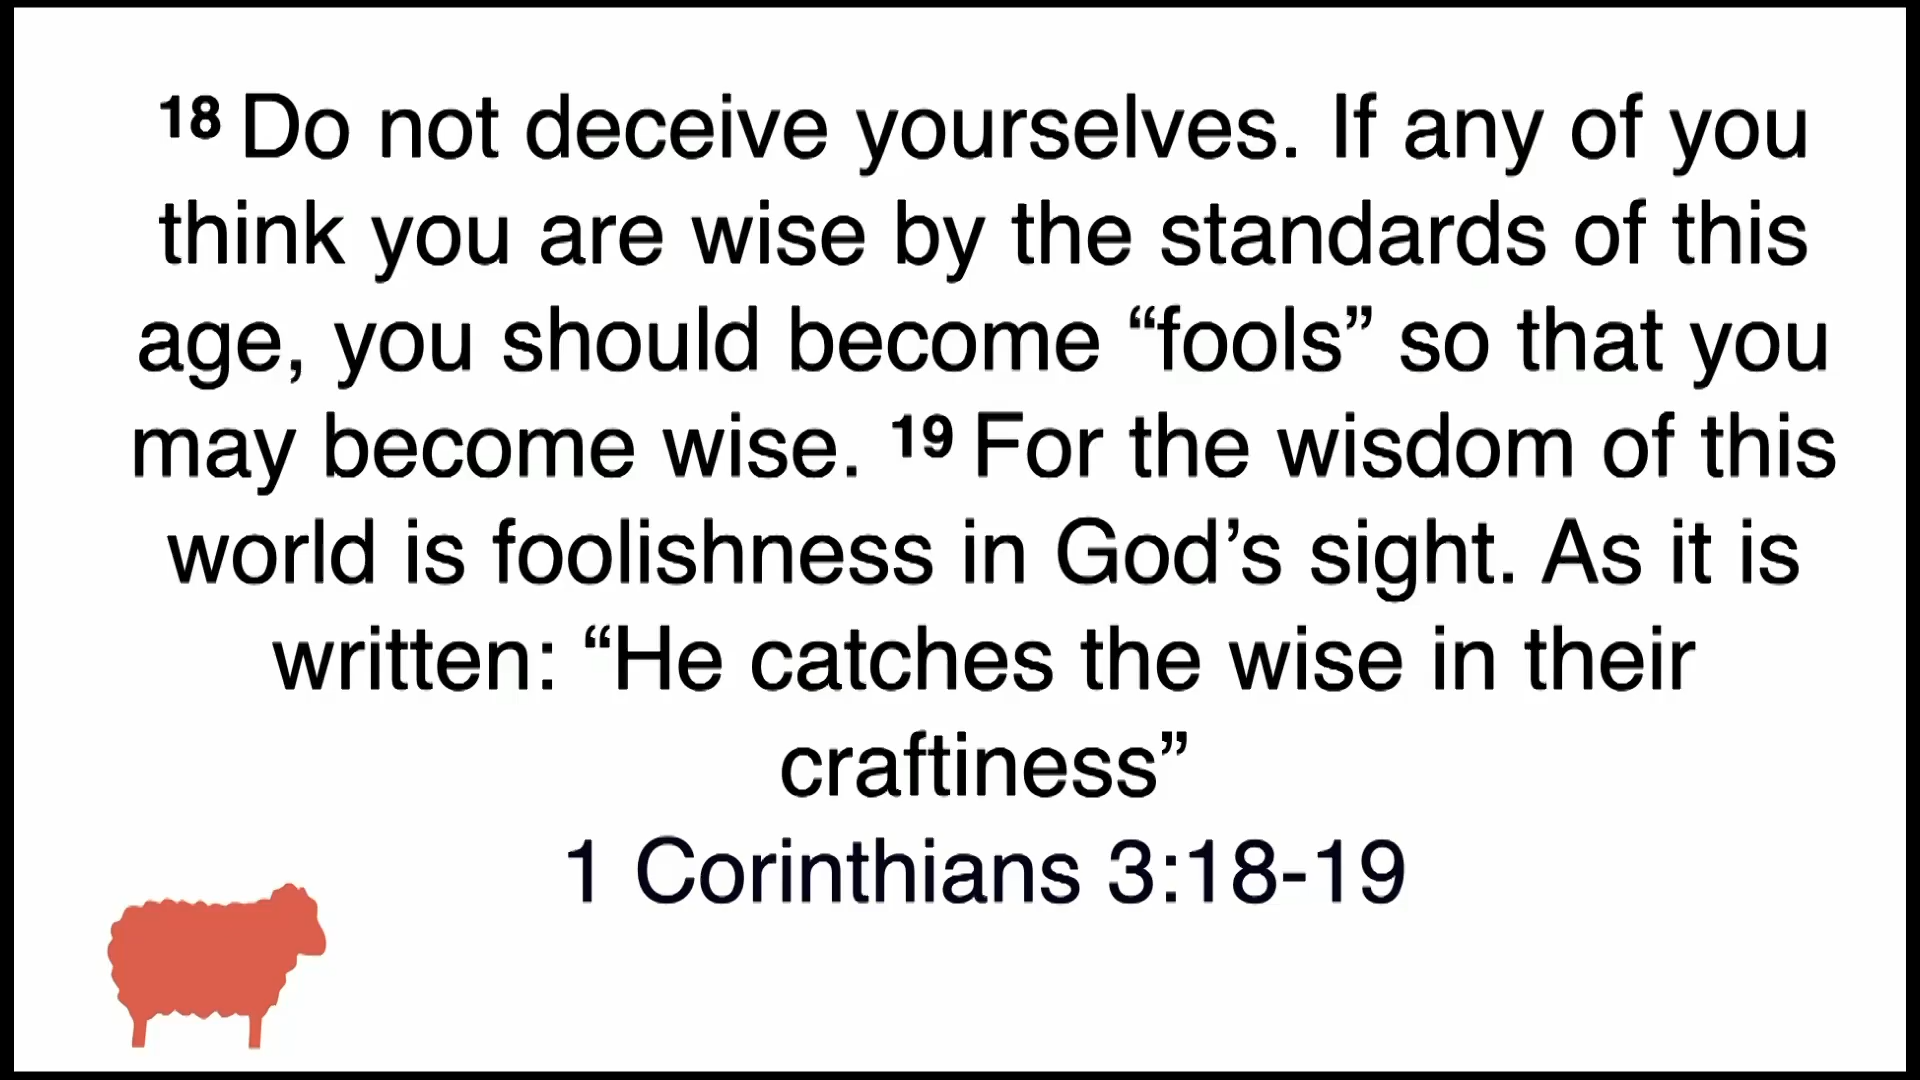 18 Do not deceive yourselves. If any of you
think you are wise by the standards of this
age, you should become “fools” so that you
may become wise. 19 For the wisdom of this
world is foolishness in God’s sight. As it is
written: “He catches the wise in their
craftiness”
1 Corinthians 3:18-19